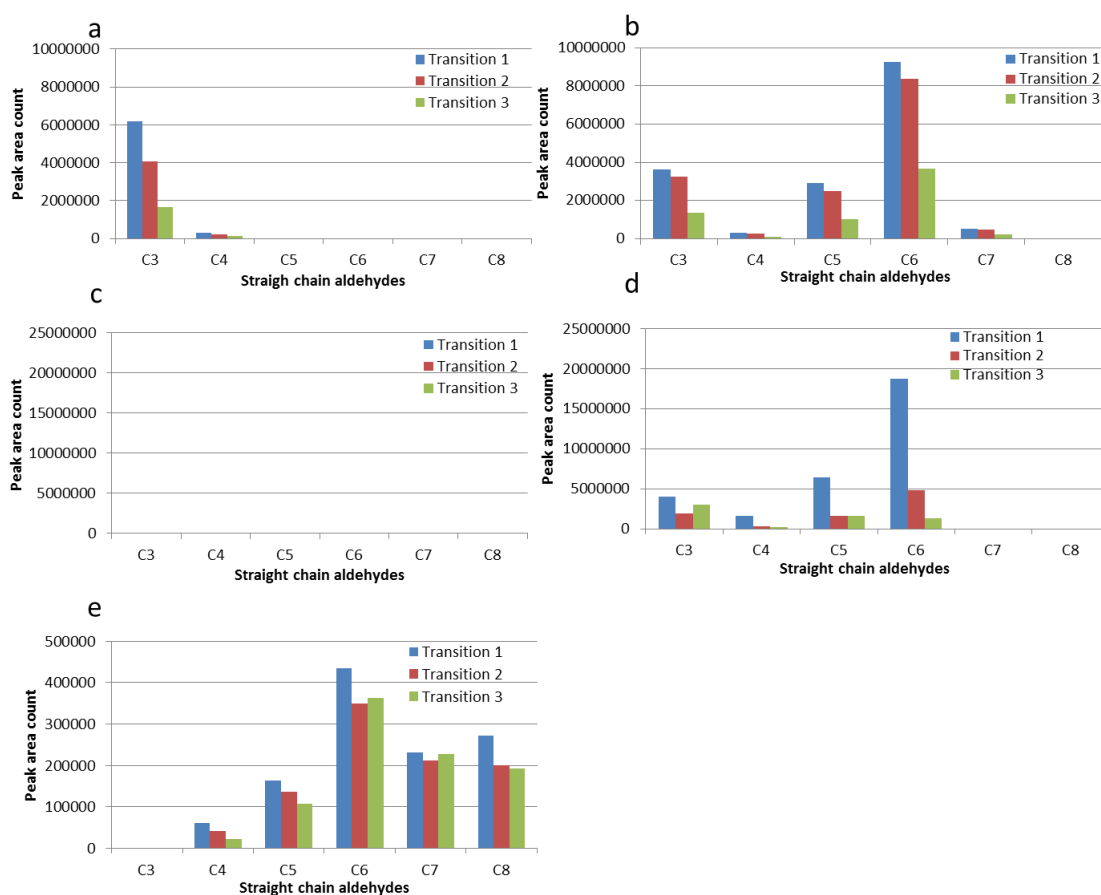 a
10000000
8000000
6000000
4000000
2000000
0
Peak area count
Transition 1
Transition 2
Transition 3
C3 C4 C5 C6 C7 C8
Straigh chain aldehydes
b
10000000
8000000
6000000
4000000
2000000
0
Peak area count
Transition 1
Transition 2
Transition 3
C3 C4 C5 C6 C7 C8
Straight chain aldehydes
c
25000000
20000000
15000000
10000000
5000000
0
Peak area count
Transition 1
Transition 2
Transition 3
C3 C4 C5 C6 C7 C8
Straight chain aldehydes
d
25000000
20000000
15000000
10000000
5000000
0
Peak area count
Transition 1
Transition 2
Transition 3
C3 C4 C5 C6 C7 C8
Straight chain aldehydes
e
500000
400000
300000
200000
100000
0
Peak area count
Transition 1
Transition 2
Transition 3
C3 C4 C5 C6 C7 C8
Straight chain aldehydes